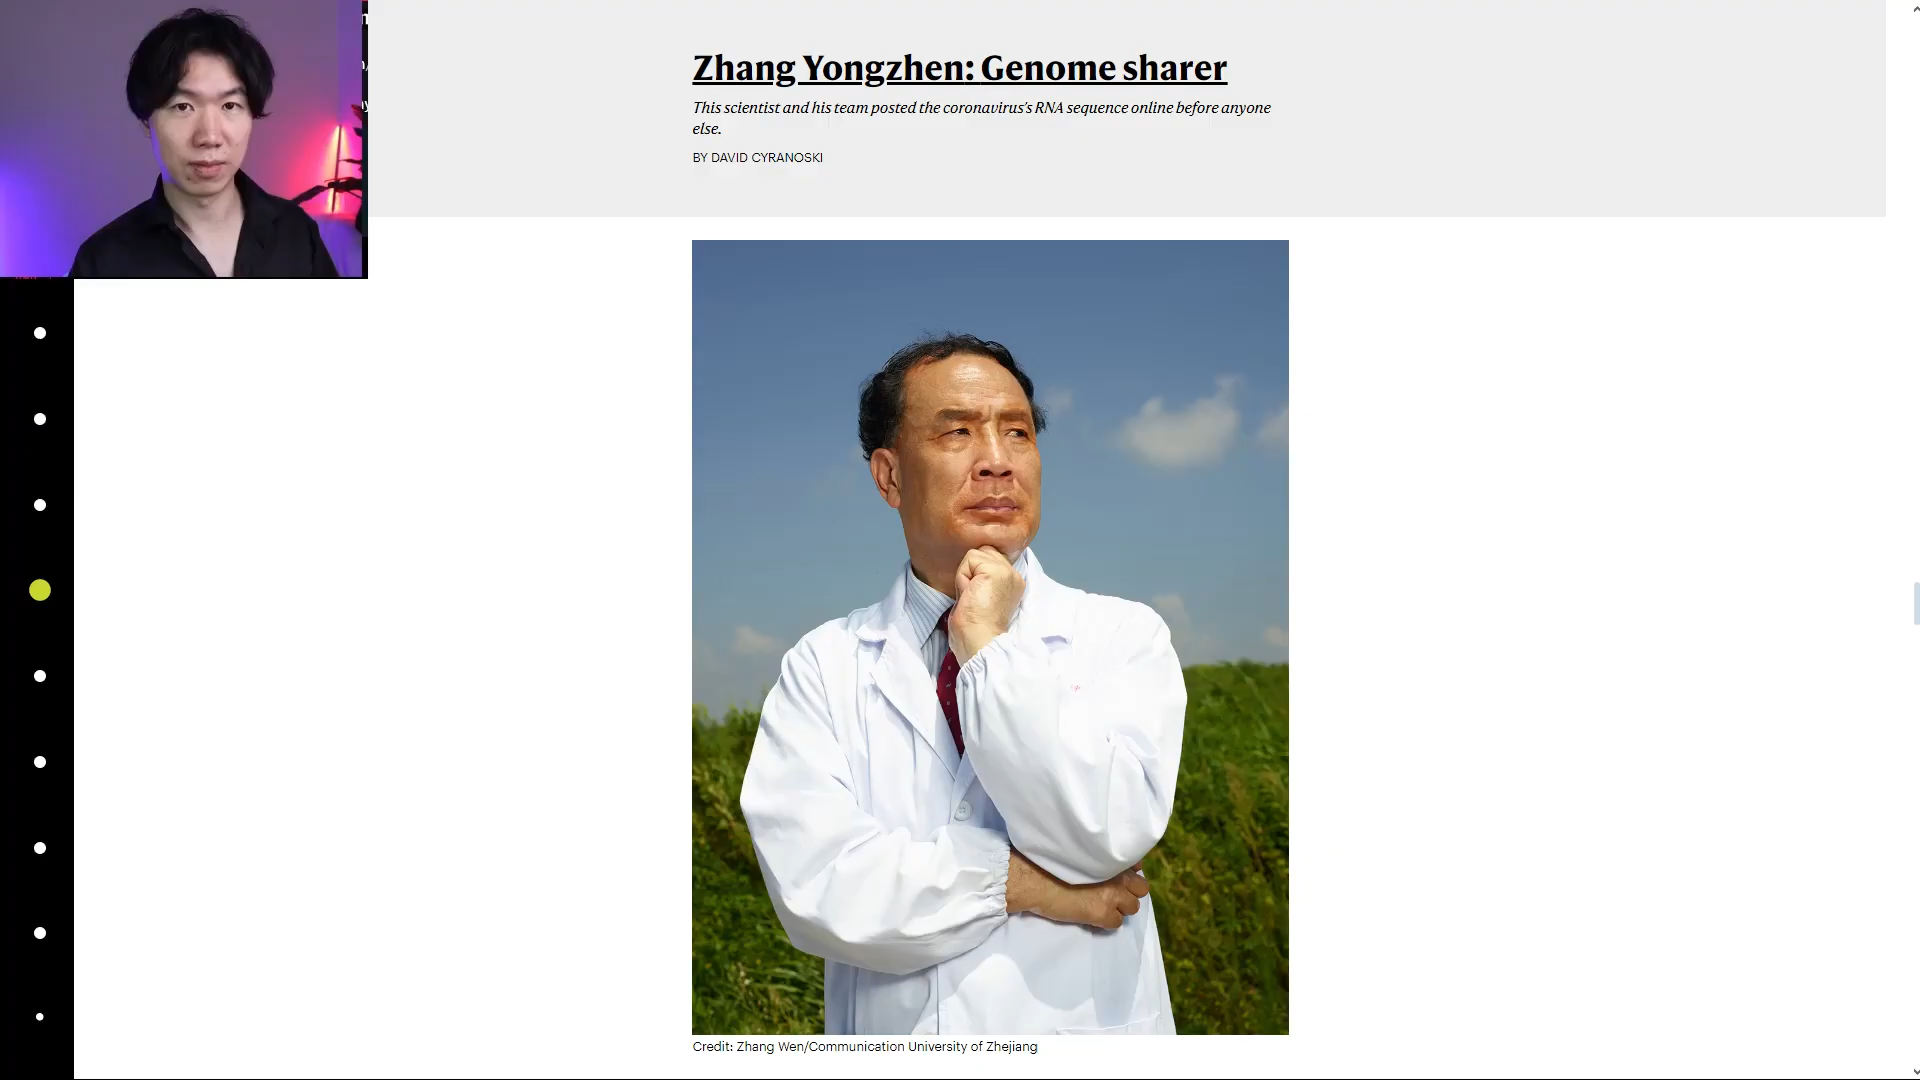 Zhang Yongzhen: Genome sharer
This scientist and his team posted the coronavirus's RNA sequence online before anyone
else.
BY DAVID CYRANOSKI
Credit: Zhang Wen/Communication University of Zhejiang